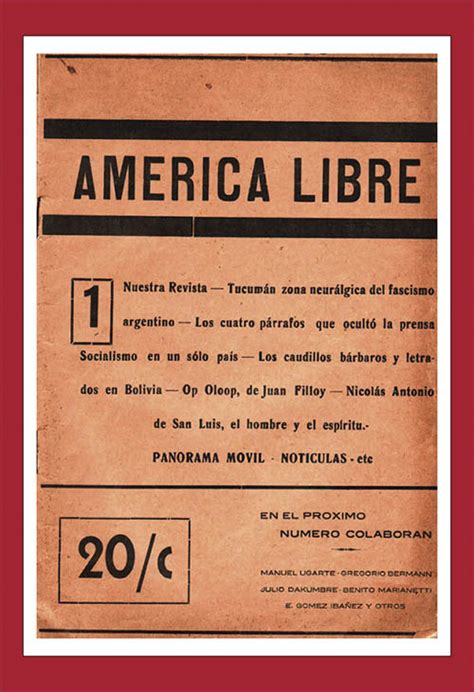 AMERICA LIBRE
1
Nuestra Revista — Tucumán zona neurálgica del fascismo
argentino — Los cuatro párrafos que ocultó la prensa
Socialismo en un sólo país — Los caudillos bárbaros y letra-
dos en Bolivia — Op Oloop, de Juan Filloy — Nicolás Antonio
de San Luis, el hombre y el espíritu.-
PANORAMA MOVIL - NOTICULAS - etc
20/c
EN EL PROXIMO
NUMERO COLABORAN
MANUEL UGARTE - GREGORIO BERMANN
JULIO DAKUMBRE - BENITO MARIANETTI
E. GOMEZ IBAÑEZ Y OTROS